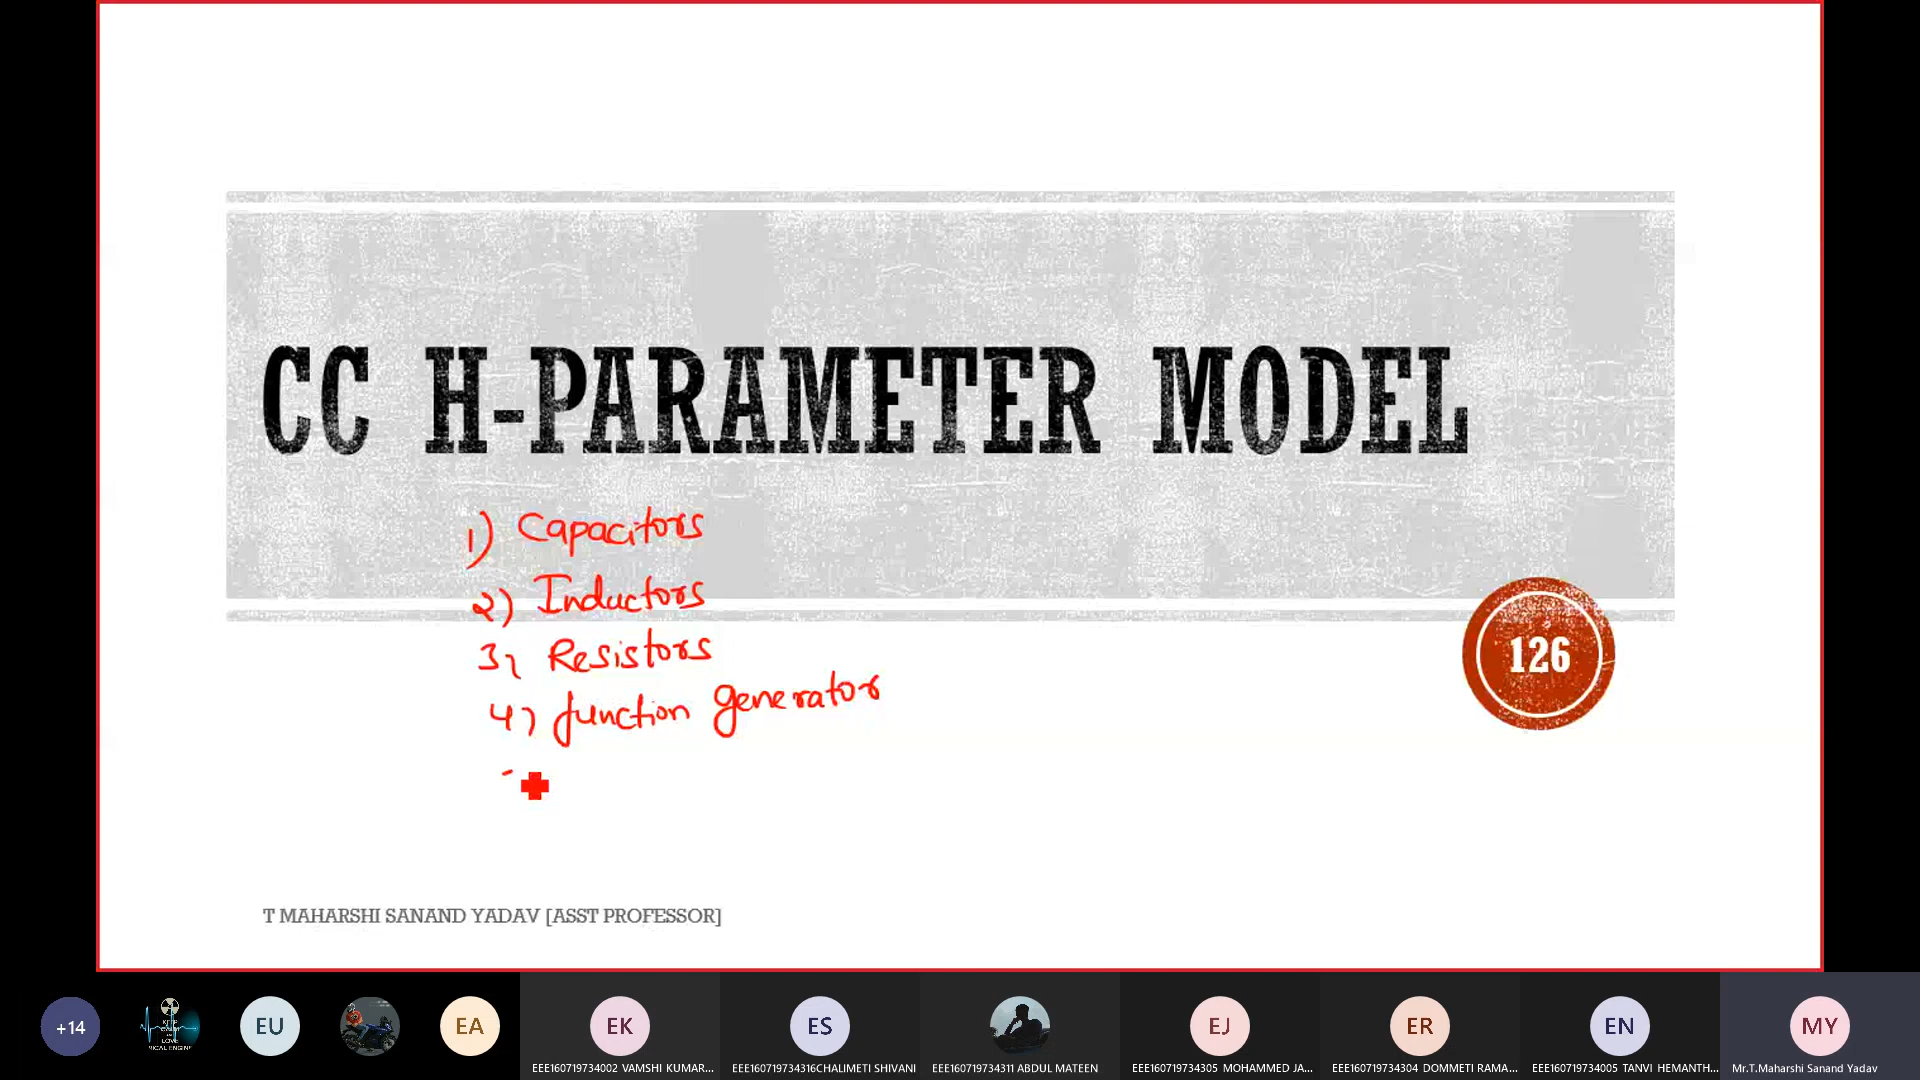 CC H-PARAMETER MODEL
1) Capacitors
2) Inductors
3) Resistors
4) function generator
126
T MAHARSHI SANAND YADAV [ASST PROFESSOR]
+14
KEEP
LOVE
EU
EA
EK
ES
EJ
ER
EN
MY
EEE160719734002 VAMSHI KUMAR...
EEE160719734316CHALIMETI SHIVANI
EEE160719734311 ABDUL MATEEN
EEE160719734305 MOHAMMED JA...
EEE160719734304 DOMMETI RAMA...
EEE160719734005 TANVI HEMANTH...
Mr.T.Maharshi Sanand Yadav